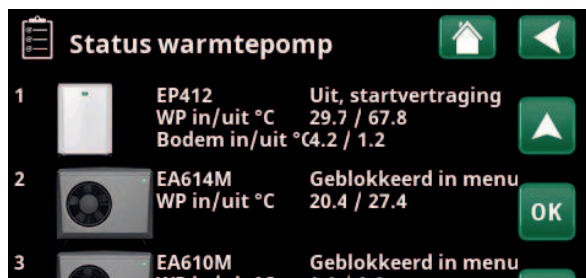 Status warmtepomp
1 EP412 Uit, startvertraging
WP in/uit °C 29.7 / 67.8
Bodem in/uit °C 4.2 / 1.2
2 EA614M Geblokkeerd in menu
WP in/uit °C 20.4 / 27.4
OK
3 EA610M Geblokkeerd in menu